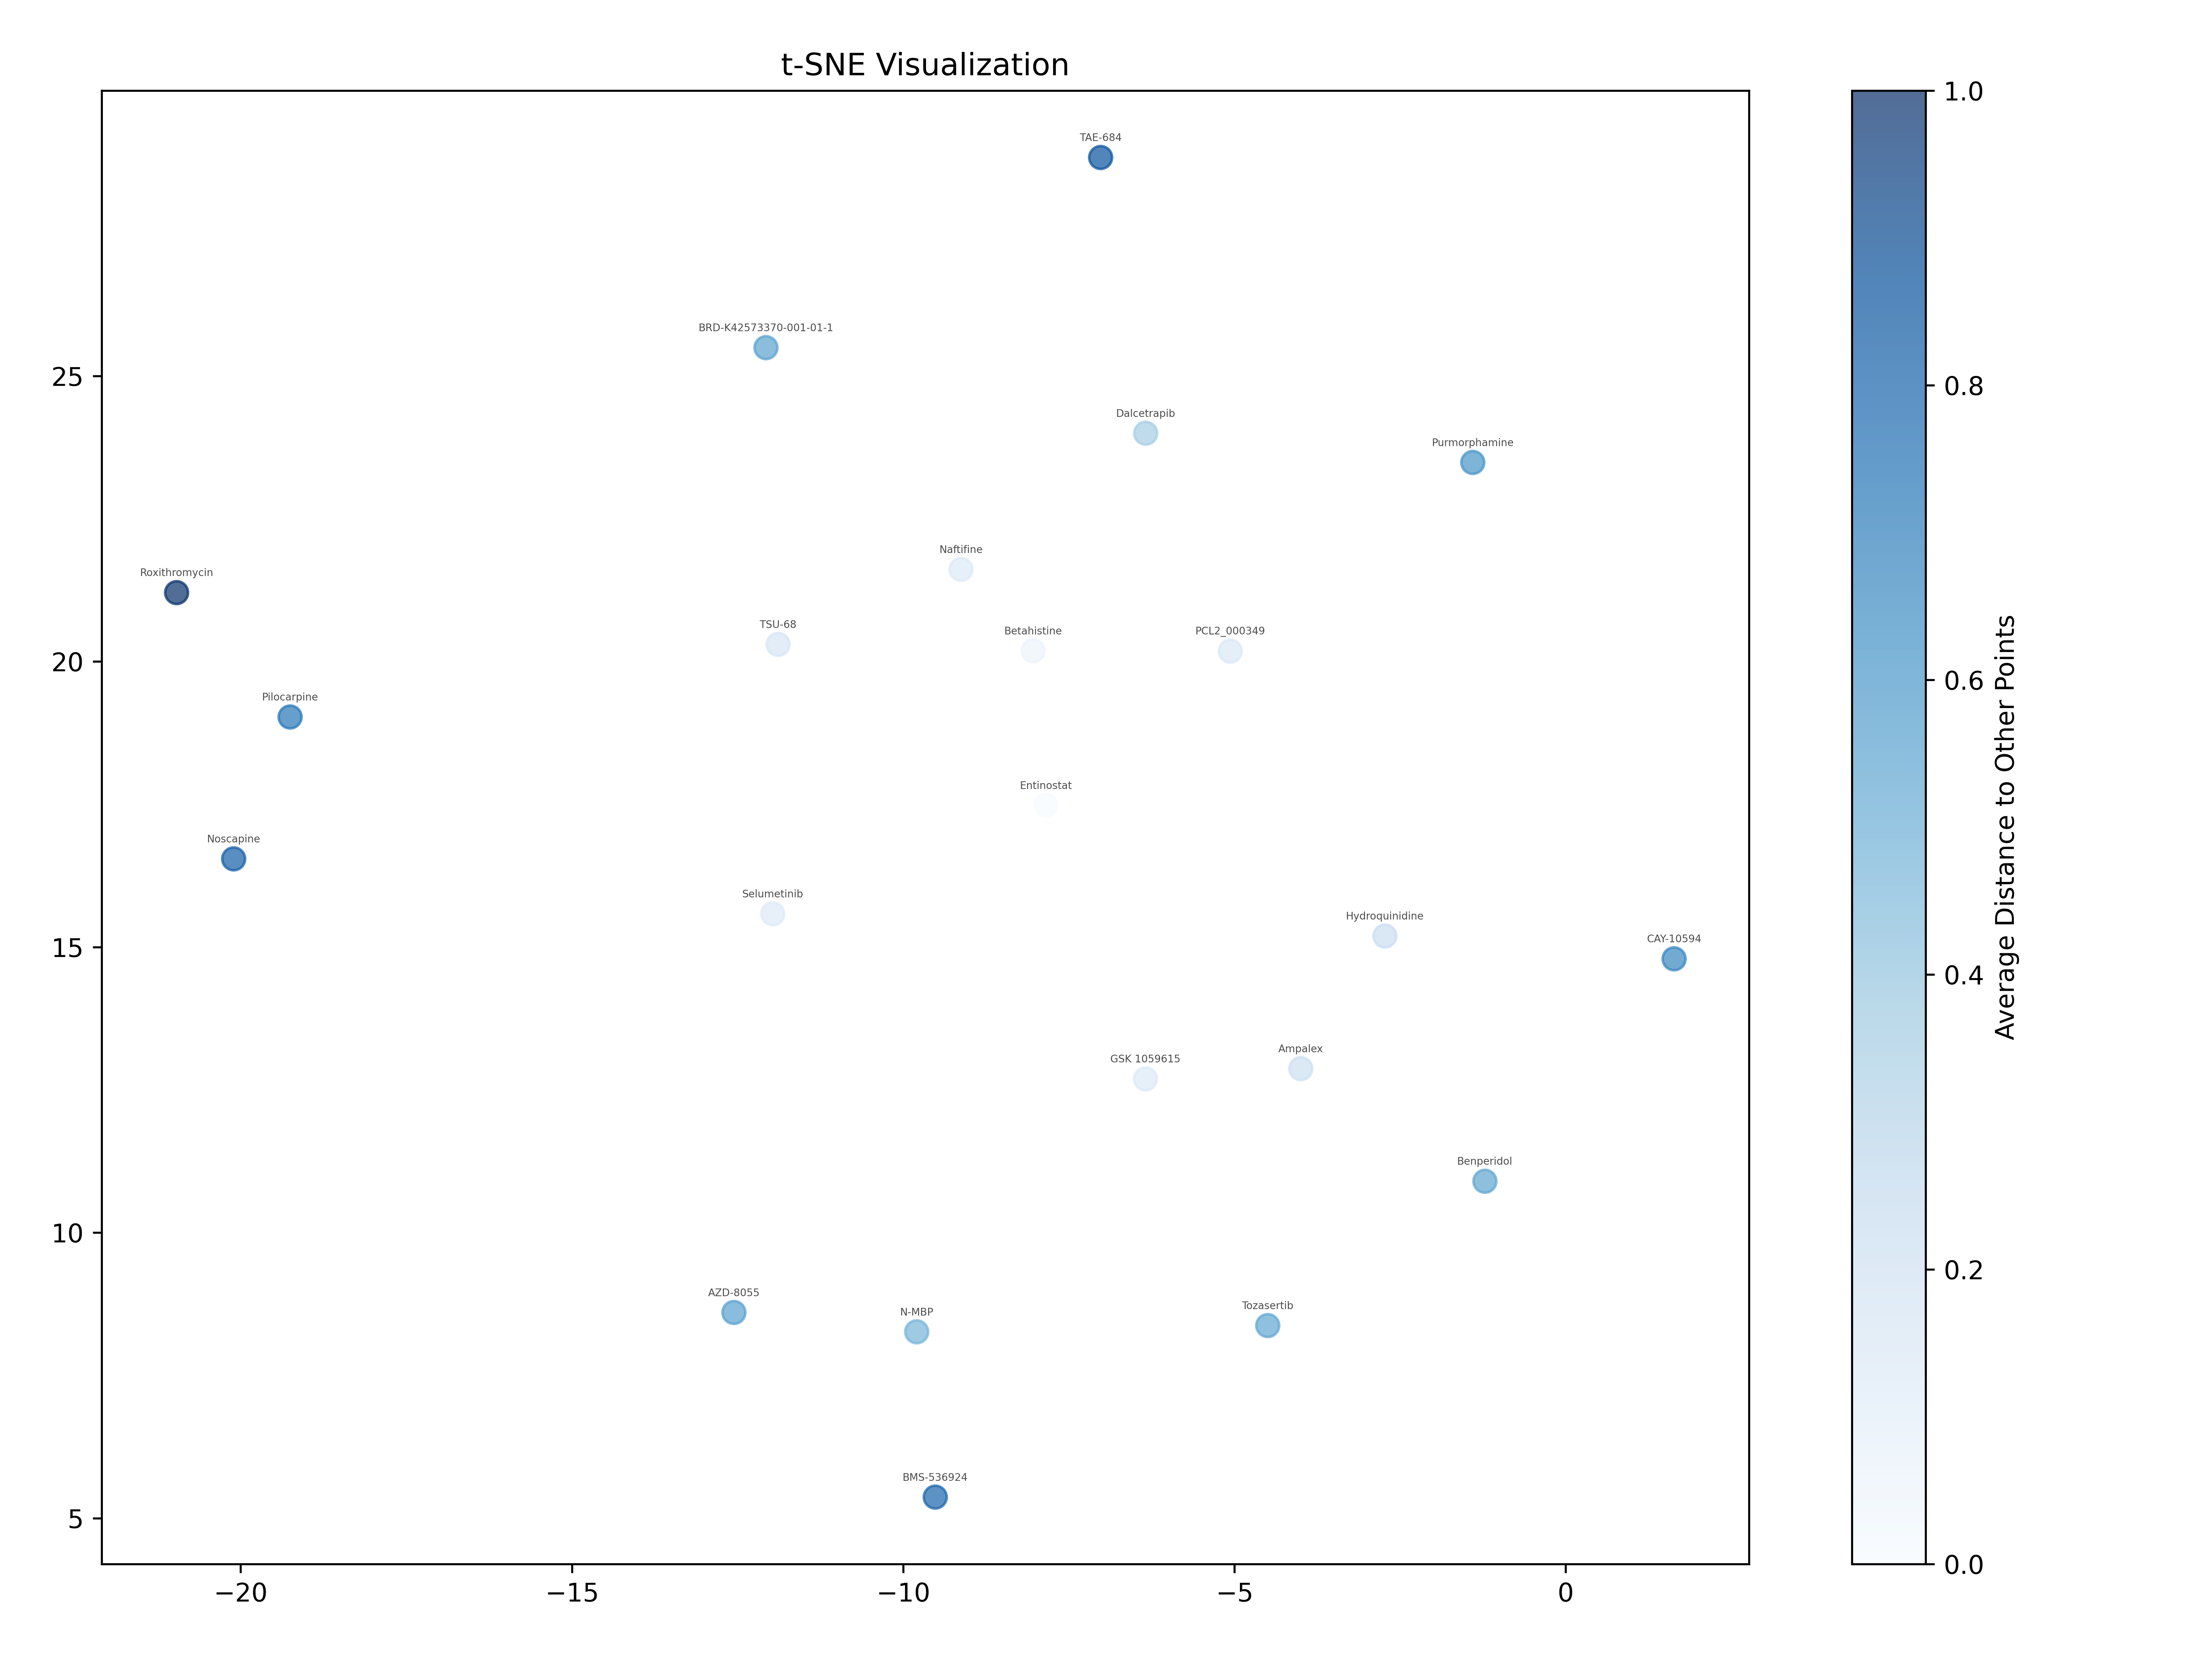 t-SNE Visualization
TAE-684
BRD-K42573370-001-01-1
Dalcetrapib
Purmorphamine
Naftifine
Roxithromycin
TSU-68
Betahistine
PCL2_000349
Pilocarpine
Entinostat
Noscapine
Selumetinib
Hydroquinidine
CAY-10594
Ampalex
GSK 1059615
Benperidol
AZD-8055
Tozasertib
N-MBP
BMS-536924
25
20
15
10
5
−20
−15
−10
−5
0
1.0
0.8
0.6
0.4
0.2
0.0
Average Distance to Other Points